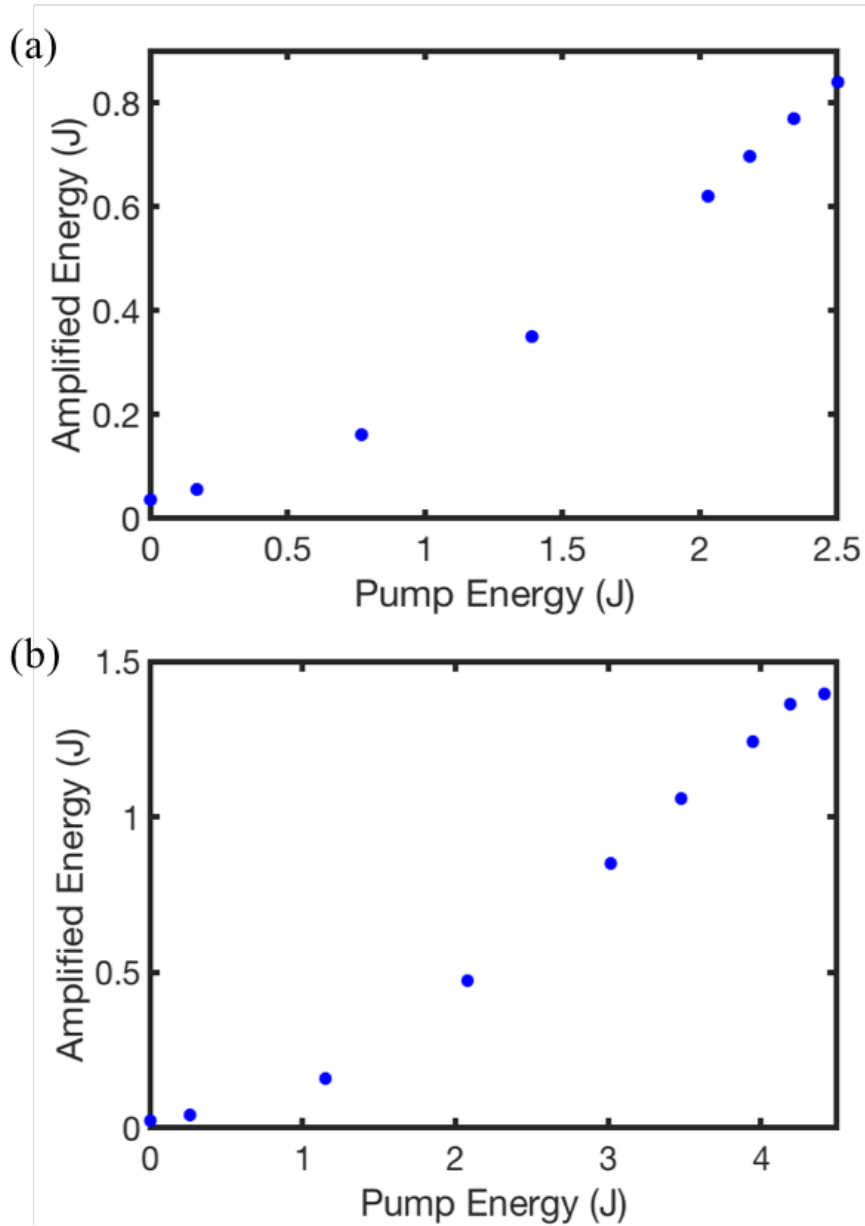 (a)
Amplified Energy (J)
0.8
0.6
0.4
0.2
0
0 0.5 1 1.5 2 2.5
Pump Energy (J)
(b)
Amplified Energy (J)
1.5
1
0.5
0
0 1 2 3 4
Pump Energy (J)